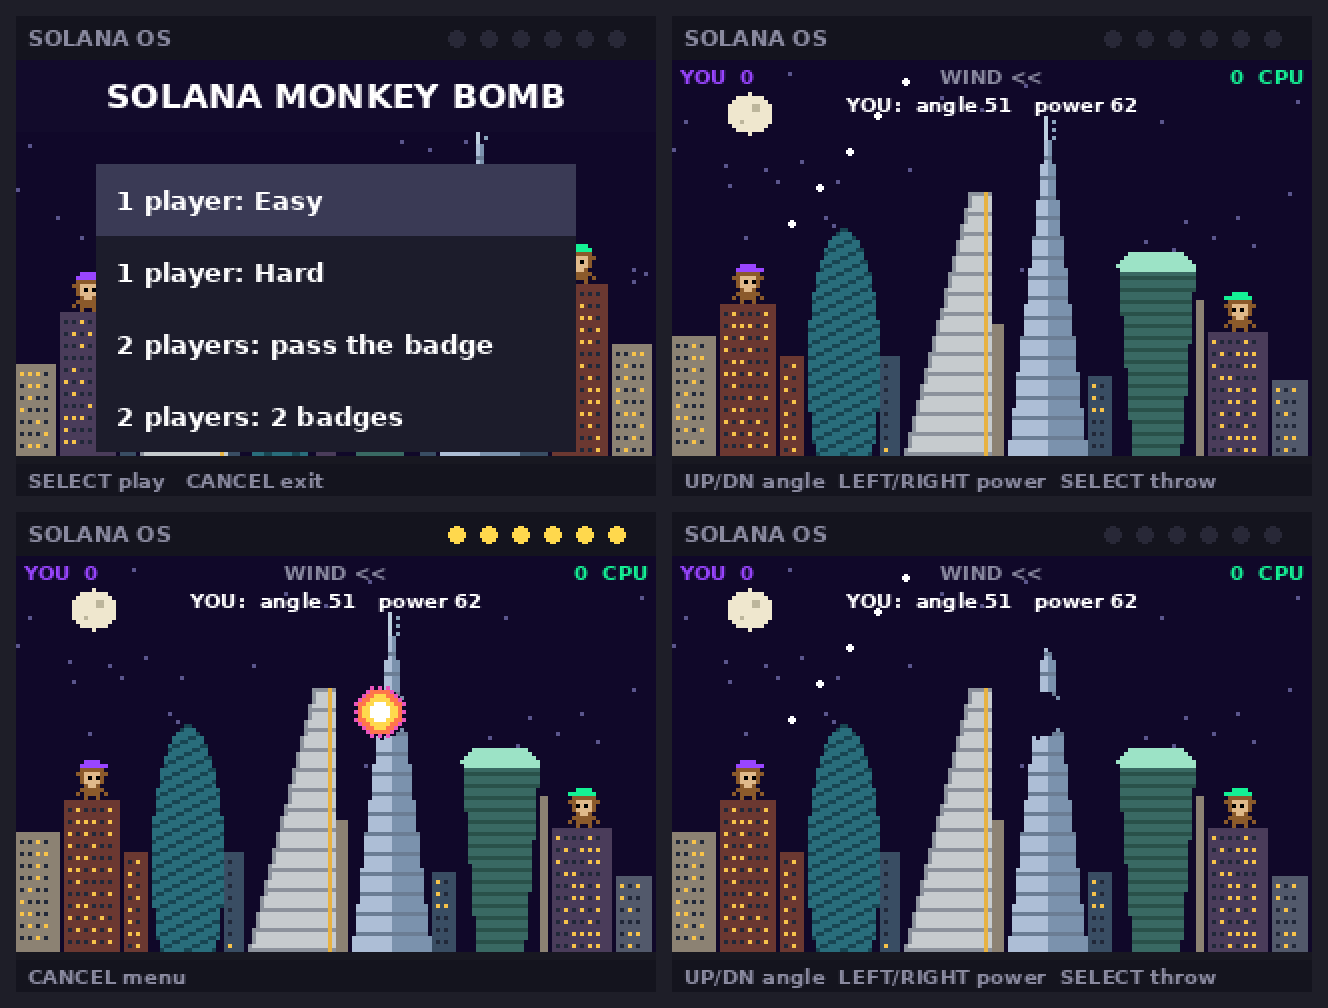 SOLANA OS
SOLANA MONKEY BOMB
1 player: Easy
1 player: Hard
2 players: pass the badge
2 players: 2 badges
SELECT play CANCEL exit
SOLANA OS
YOU 0 WIND << 0 CPU
YOU: angle 51 power 62
UP/DN angle LEFT/RIGHT power SELECT throw
SOLANA OS
YOU 0 WIND << 0 CPU
YOU: angle 51 power 62
CANCEL menu
SOLANA OS
YOU 0 WIND << 0 CPU
YOU: angle 51 power 62
UP/DN angle LEFT/RIGHT power SELECT throw